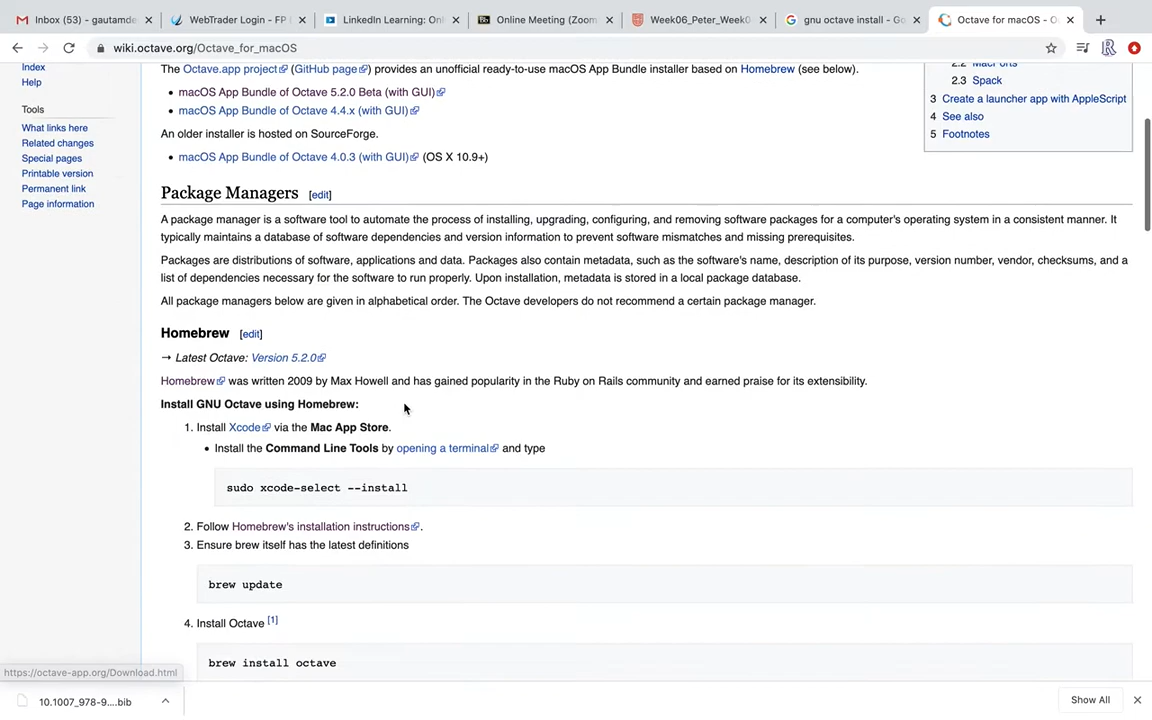 Inbox (53) - gautamde
WebTrader Login - FP
LinkedIn Learning: Onl
Online Meeting (Zoom
Week06_Peter_Week0
gnu octave install - Go
Octave for macOS - O
wiki.octave.org/Octave_for_macOS
Index
Help
Tools
What links here
Related changes
Special pages
Printable version
Permanent link
Page information
The Octave.app project (GitHub page) provides an unofficial ready-to-use macOS App Bundle installer based on Homebrew (see below).
• macOS App Bundle of Octave 5.2.0 Beta (with GUI)
• macOS App Bundle of Octave 4.4.x (with GUI)
An older installer is hosted on SourceForge.
• macOS App Bundle of Octave 4.0.3 (with GUI) (OS X 10.9+)
2.2 MacPorts
2.3 Spack
3 Create a launcher app with AppleScript
4 See also
5 Footnotes
Package Managers [edit]
A package manager is a software tool to automate the process of installing, upgrading, configuring, and removing software packages for a computer's operating system in a consistent manner. It
typically maintains a database of software dependencies and version information to prevent software mismatches and missing prerequisites.
Packages are distributions of software, applications and data. Packages also contain metadata, such as the software's name, description of its purpose, version number, vendor, checksums, and a
list of dependencies necessary for the software to run properly. Upon installation, metadata is stored in a local package database.
All package managers below are given in alphabetical order. The Octave developers do not recommend a certain package manager.
Homebrew [edit]
→ Latest Octave: Version 5.2.0
Homebrew was written 2009 by Max Howell and has gained popularity in the Ruby on Rails community and earned praise for its extensibility.
Install GNU Octave using Homebrew:
1. Install Xcode via the Mac App Store.
• Install the Command Line Tools by opening a terminal and type
sudo xcode-select --install
2. Follow Homebrew's installation instructions.
3. Ensure brew itself has the latest definitions
brew update
4. Install Octave [1]
brew install octave
https://octave-app.org/Download.html
10.1007_978-9....bib
Show All